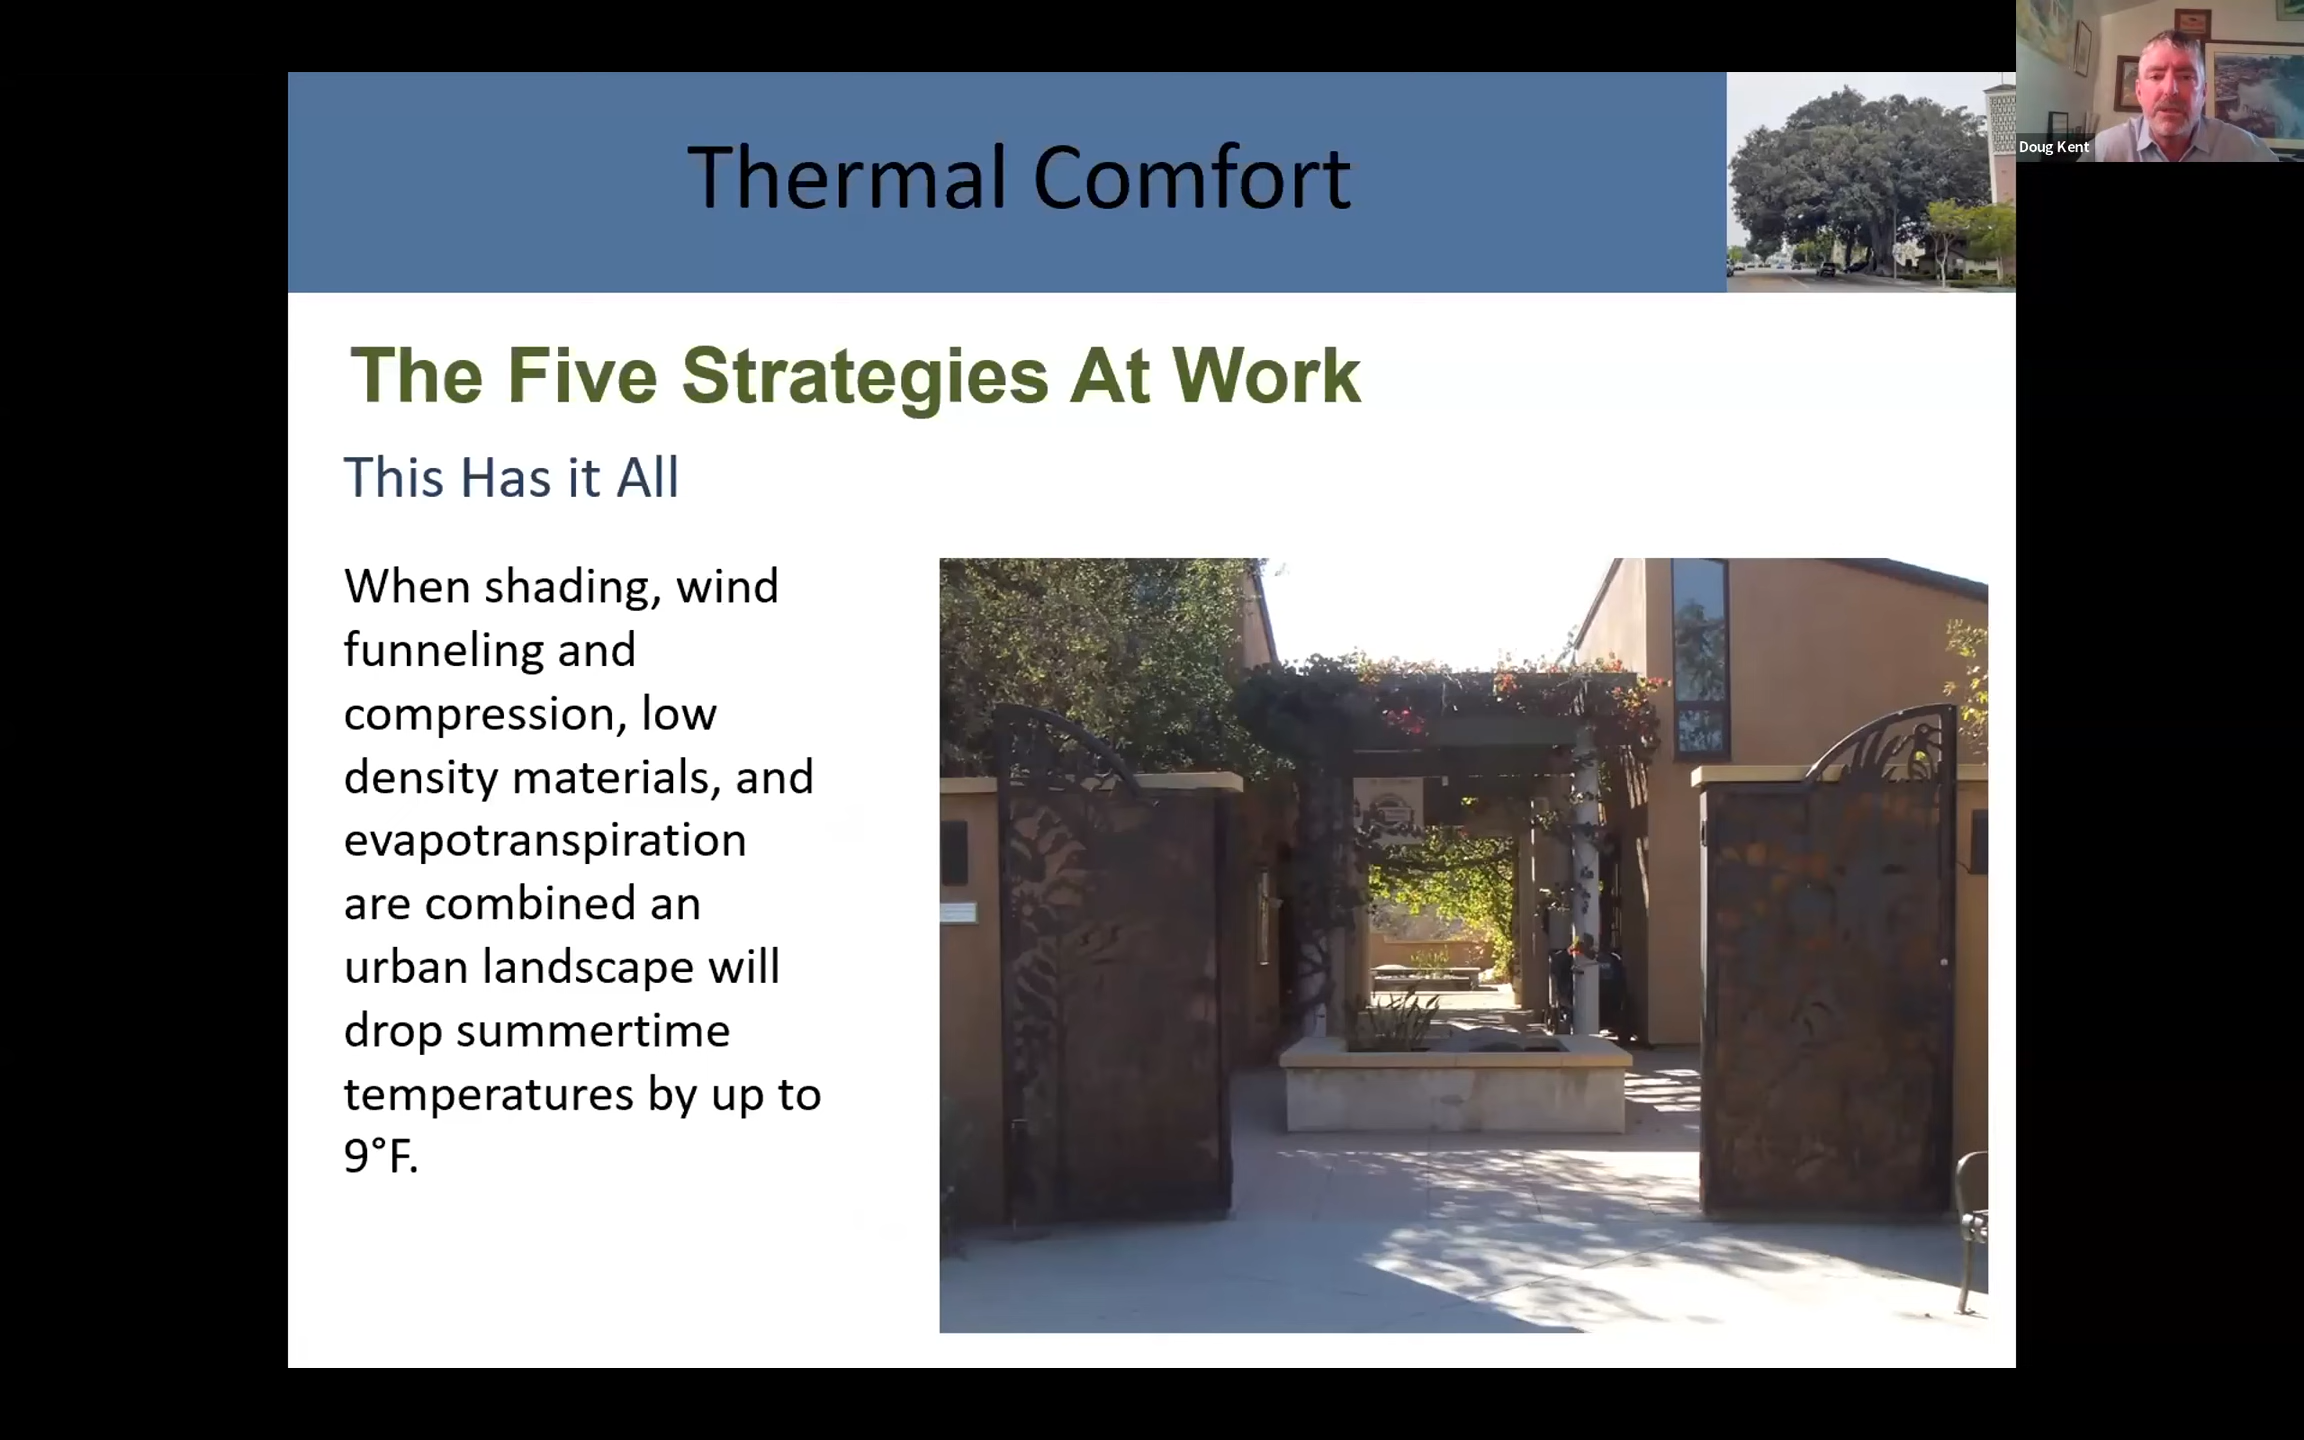 Thermal Comfort
Doug Kent
The Five Strategies At Work
This Has it All
When shading, wind
funneling and
compression, low
density materials, and
evapotranspiration
are combined an
urban landscape will
drop summertime
temperatures by up to
9°F.